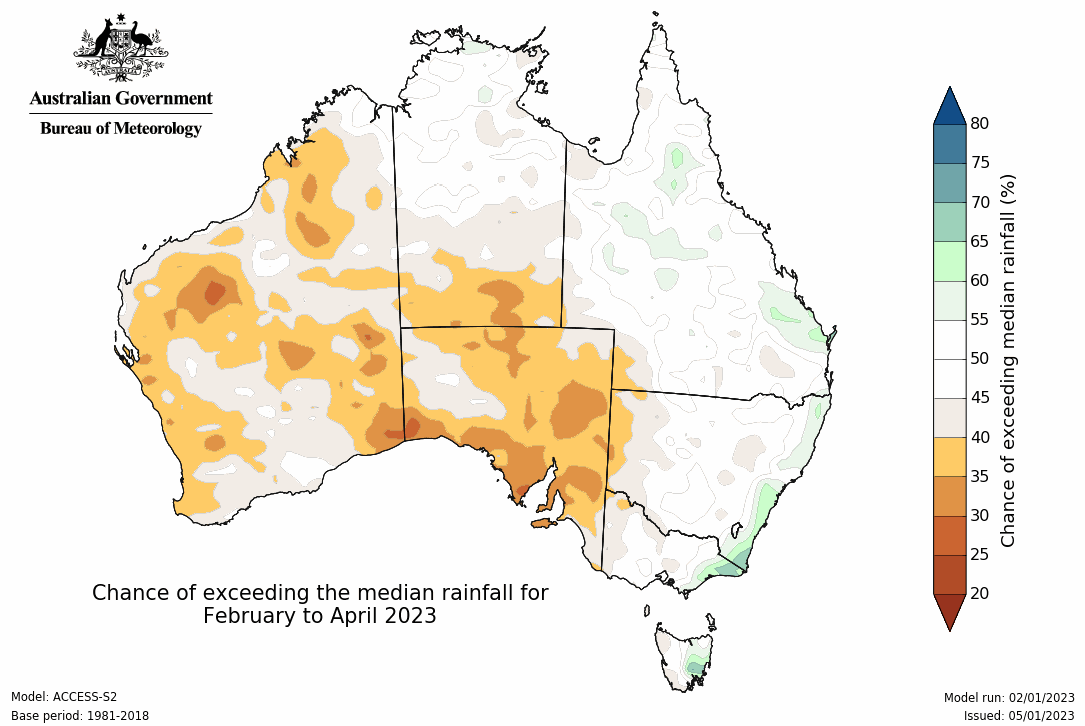 AUSTRALIA
Australian Government
Bureau of Meteorology
80
75
70
65
60
55
50
45
40
35
30
25
20
Chance of exceeding median rainfall (%)
Chance of exceeding the median rainfall for
February to April 2023
Model: ACCESS-S2
Base period: 1981-2018
Model run: 02/01/2023
Issued: 05/01/2023